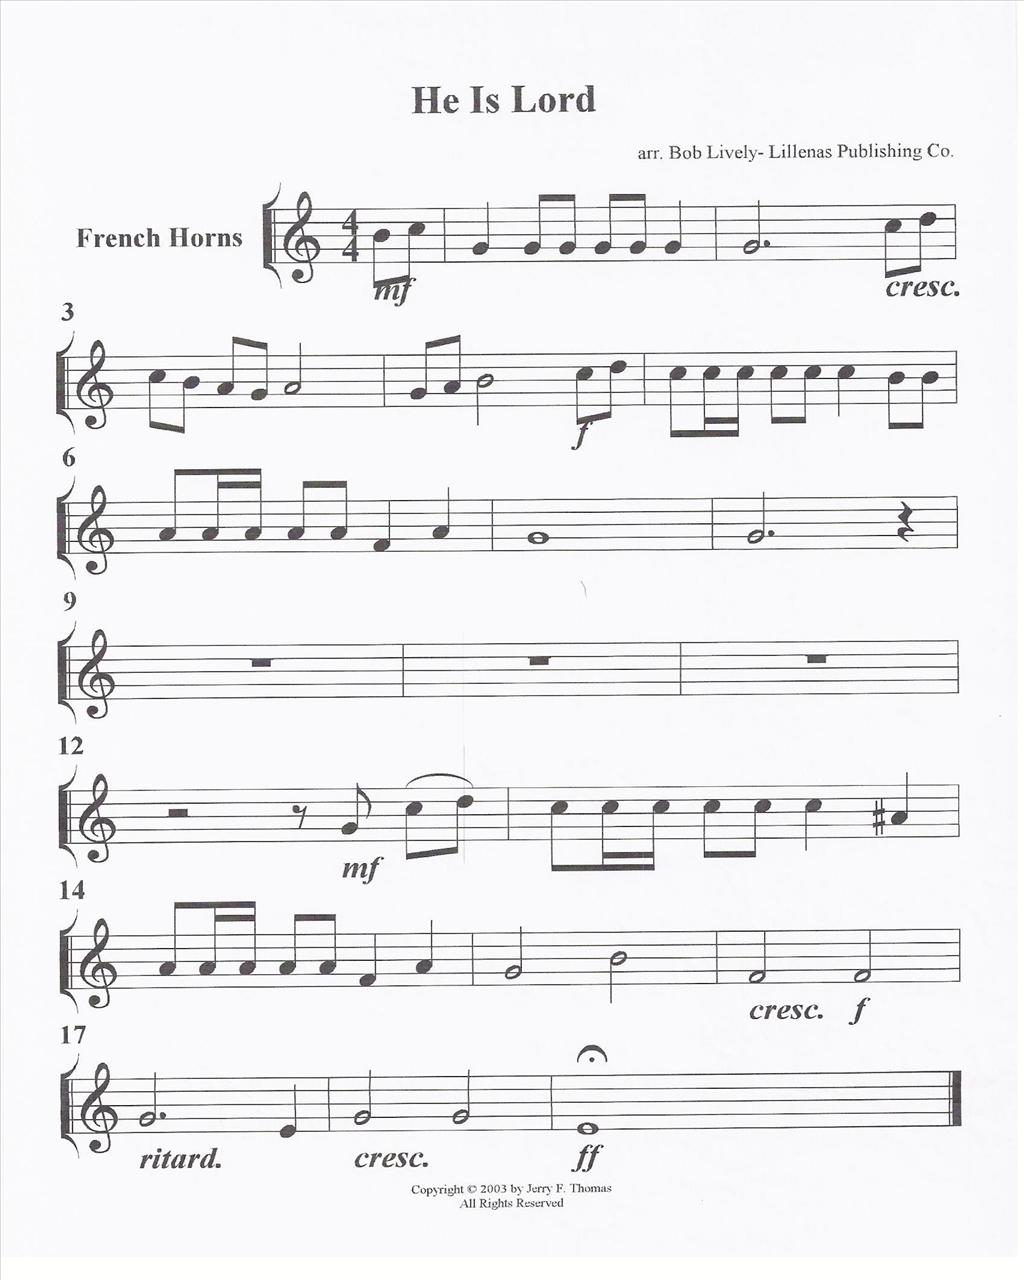 He Is Lord
arr. Bob Lively- Lillenas Publishing Co.
French Horns
4
4
mf
cresc.
3
f
6
9
12
mf
14
cresc. f
17
ritard. cresc. ff
Copyright © 2003 by Jerry F. Thomas
All Rights Reserved